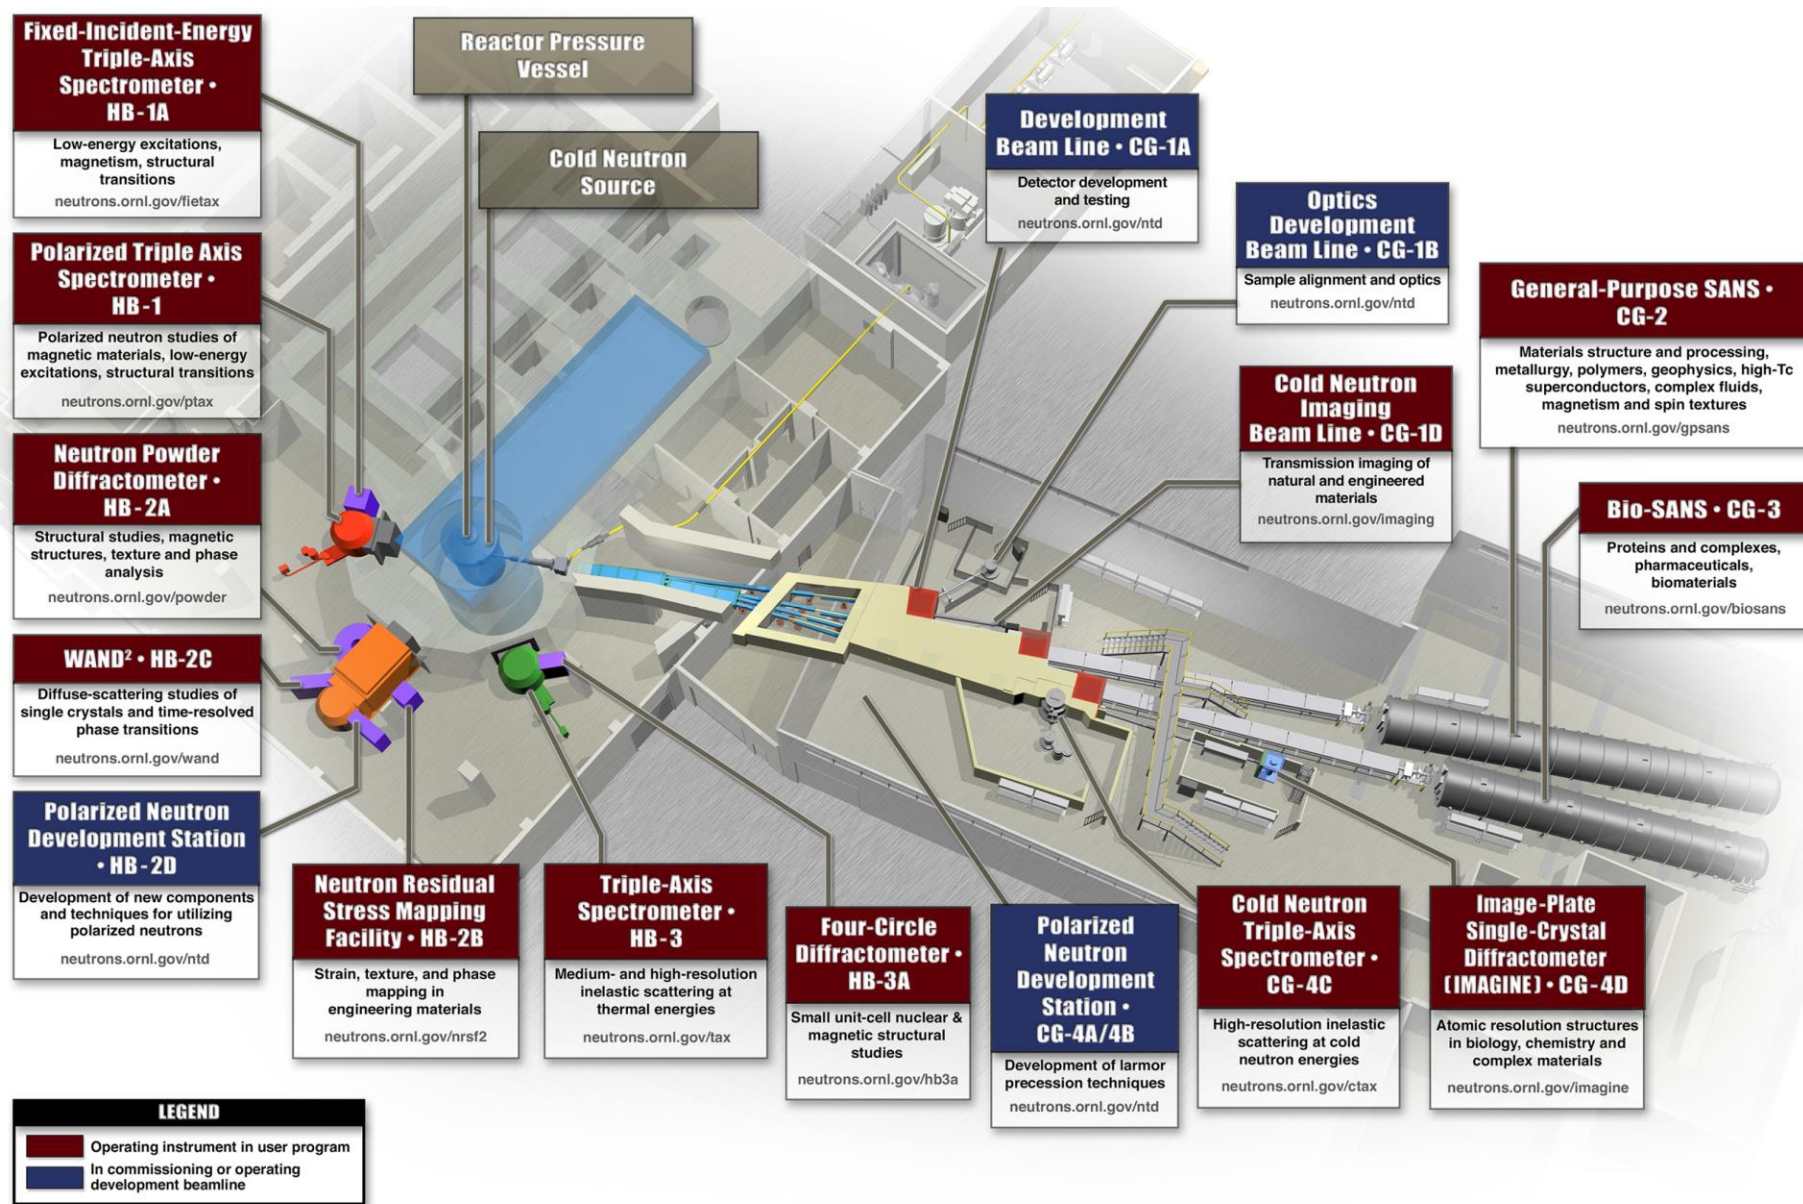 Fixed-Incident-Energy
Triple-Axis
Spectrometer •
HB-1A
Low-energy excitations,
magnetism, structural
transitions
neutrons.ornl.gov/fietax
Polarized Triple Axis
Spectrometer •
HB-1
Polarized neutron studies of
magnetic materials, low-energy
excitations, structural transitions
neutrons.ornl.gov/ptax
Neutron Powder
Diffractometer •
HB-2A
Structural studies, magnetic
structures, texture and phase
analysis
neutrons.ornl.gov/powder
WAND² • HB-2C
Diffuse-scattering studies of
single crystals and time-resolved
phase transitions
neutrons.ornl.gov/wand
Polarized Neutron
Development Station
• HB-2D
Development of new components
and techniques for utilizing
polarized neutrons
neutrons.ornl.gov/ntd
Reactor Pressure
Vessel
Cold Neutron
Source
Development
Beam Line • CG-1A
Detector development
and testing
neutrons.ornl.gov/ntd
Optics
Development
Beam Line • CG-1B
Sample alignment and optics
neutrons.ornl.gov/ntd
Cold Neutron
Imaging
Beam Line • CG-1D
Transmission imaging of
natural and engineered
materials
neutrons.ornl.gov/imaging
General-Purpose SANS •
CG-2
Materials structure and processing,
metallurgy, polymers, geophysics, high-Tc
superconductors, complex fluids,
magnetism and spin textures
neutrons.ornl.gov/gpsans
Bio-SANS • CG-3
Proteins and complexes,
pharmaceuticals,
biomaterials
neutrons.ornl.gov/biosans
Neutron Residual
Stress Mapping
Facility • HB-2B
Strain, texture, and phase
mapping in
engineering materials
neutrons.ornl.gov/nrsf2
Triple-Axis
Spectrometer •
HB-3
Medium- and high-resolution
inelastic scattering at
thermal energies
neutrons.ornl.gov/tax
Four-Circle
Diffractometer •
HB-3A
Small unit-cell nuclear &
magnetic structural
studies
neutrons.ornl.gov/hb3a
Polarized
Neutron
Development
Station •
CG-4A/4B
Development of larmor
precession techniques
neutrons.ornl.gov/ntd
Cold Neutron
Triple-Axis
Spectrometer •
CG-4C
High-resolution inelastic
scattering at cold
neutron energies
neutrons.ornl.gov/ctax
Image-Plate
Single-Crystal
Diffractometer
(IMAGINE) • CG-4D
Atomic resolution structures
in biology, chemistry and
complex materials
neutrons.ornl.gov/imagine
LEGEND
Operating instrument in user program
In commissioning or operating
development beamline